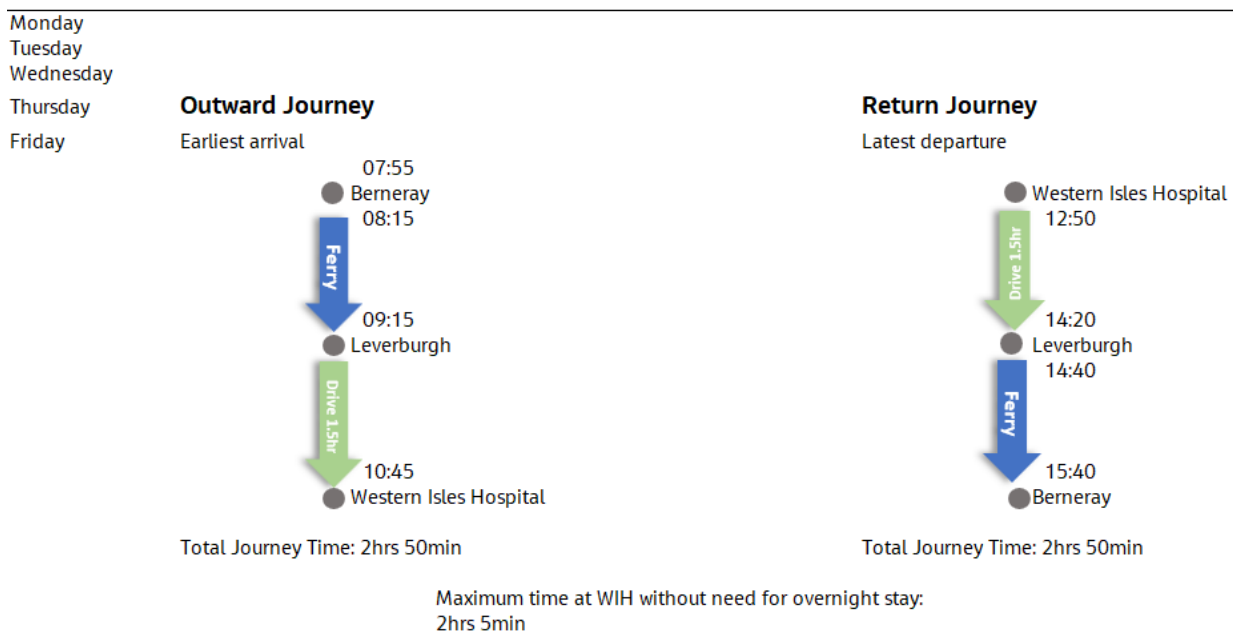 Monday
Tuesday
Wednesday
Thursday
Friday
Outward Journey
Earliest arrival
07:55
Berneray
08:15
Ferry
09:15
Leverburgh
Drive 1.5hr
10:45
Western Isles Hospital
Total Journey Time: 2hrs 50min
Return Journey
Latest departure
Western Isles Hospital
12:50
Drive 1.5hr
14:20
Leverburgh
14:40
Ferry
15:40
Berneray
Total Journey Time: 2hrs 50min
Maximum time at WIH without need for overnight stay:
2hrs 5min